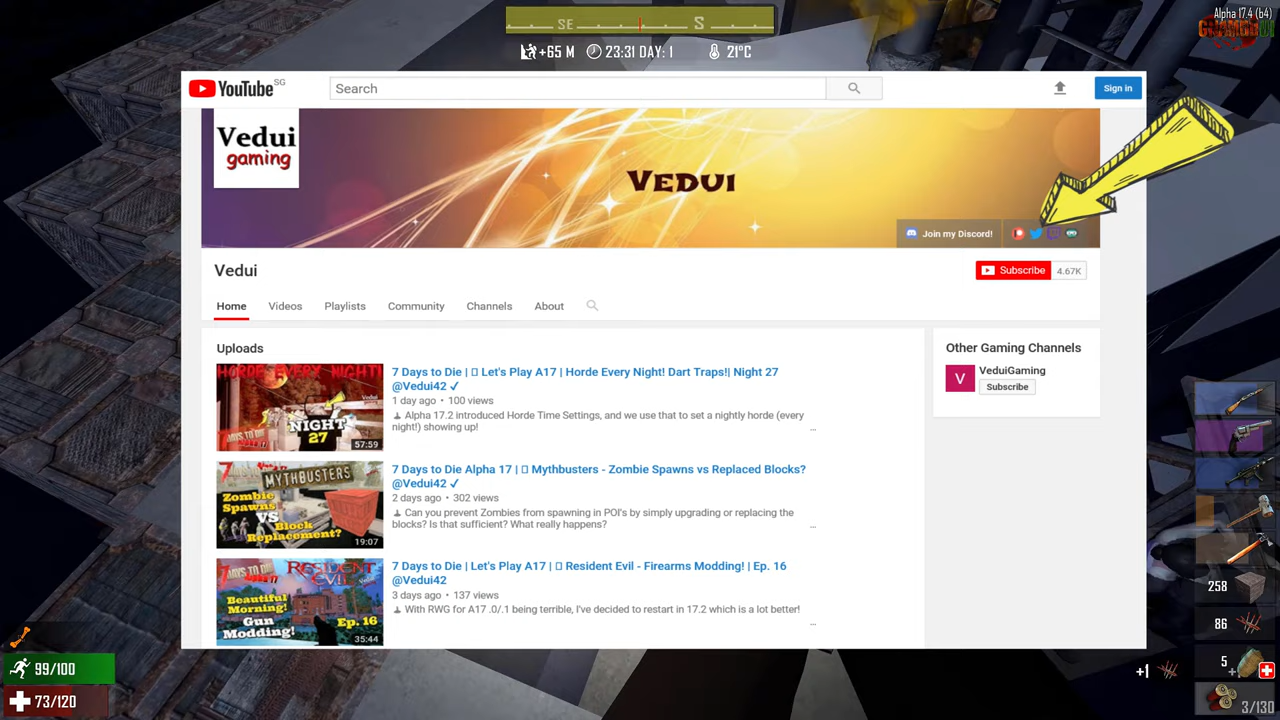 SE S
Alpha 17.4 (b4)
+65 M 23:31 DAY: 1 21°C
YouTube SG
Search
Sign in
Vedui
gaming
VEDUI
Join my Discord!
Vedui
Subscribe 4.67K
Home Videos Playlists Community Channels About
Uploads
Other Gaming Channels
HORDE EVERY NIGHT!
NIGHT
27
57:59
7 Days to Die | Let's Play A17 | Horde Every Night! Dart Traps!| Night 27
@Vedui42 ✓
1 day ago • 100 views
Alpha 17.2 introduced Horde Time Settings, and we use that to set a nightly horde (every
night!) showing up!
...
V
VeduiGaming
Subscribe
MYTHBUSTERS
Zombie
Spawns
VS
Block
Replacement?
19:07
7 Days to Die Alpha 17 | Mythbusters - Zombie Spawns vs Replaced Blocks?
@Vedui42 ✓
2 days ago • 302 views
Can you prevent Zombies from spawning in POI's by simply upgrading or replacing the
blocks? Is that sufficient? What really happens?
...
7 DAYS TO DIE
RESIDENT
EVIL
Beautiful
Morning!
Gun
Modding!
Ep. 16
35:44
7 Days to Die | Let's Play A17 | Resident Evil - Firearms Modding! | Ep. 16
@Vedui42
3 days ago • 137 views
With RWG for A17 .0/.1 being terrible, I've decided to restart in 17.2 which is a lot better!
...
258
86
5
+1
3/130
99/100
73/120